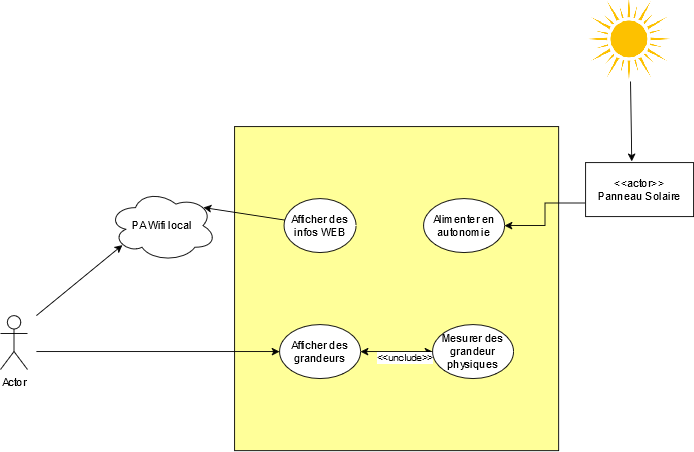 <<actor>>
Panneau Solaire
PA Wifi local
Afficher des
infos WEB
Alimenter en
autonomie
Afficher des
grandeurs
<<unclude>>
Mesurer des
grandeur
physiques
Actor